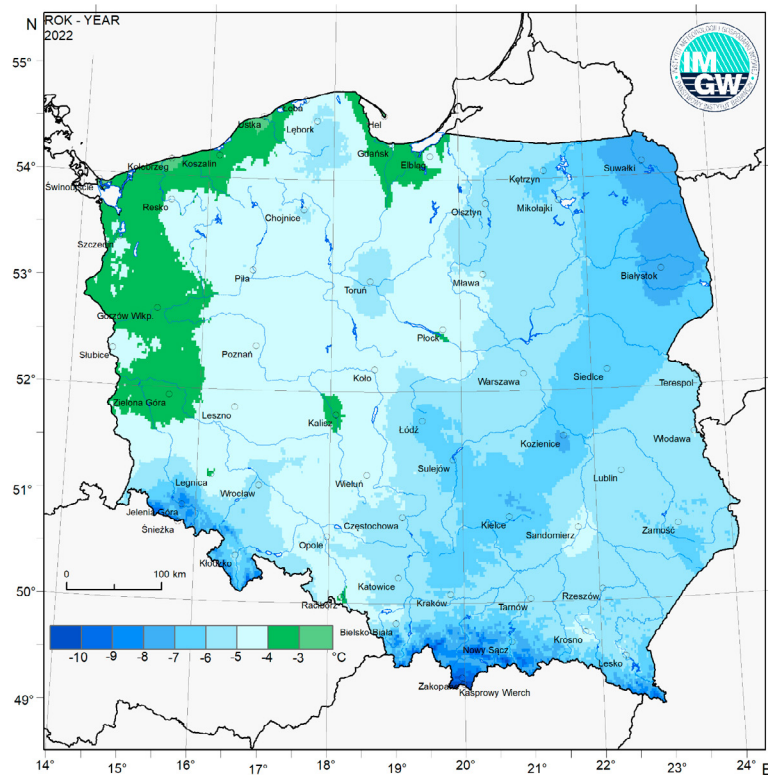 N
ROK - YEAR
2022
IM
GW
55°
54°
53°
52°
51°
50°
49°
Łeba
Ustka
Lębork
Hel
Gdańsk
Elbląg
Kołobrzeg
Koszalin
Świnoujście
Resko
Chojnice
Kętrzyn
Suwałki
Olsztyn
Mikołajki
Szczecin
Piła
Toruń
Mława
Białystok
Gorzów Wlkp.
Płock
Słubice
Poznań
Koło
Warszawa
Siedlce
Terespol
Zielona Góra
Leszno
Kalisz
Łódź
Kozienice
Włodawa
Sulejów
Legnica
Wrocław
Wieluń
Lublin
Jelenia Góra
Śnieżka
Częstochowa
Kielce
Sandomierz
Zamość
Opole
Kłodzko
0
100 km
Katowice
Racibórz
Kraków
Tarnów
Rzeszów
Bielsko Biała
Nowy Sącz
Krosno
Lesko
Zakopane
Kasprowy Wierch
-10 -9 -8 -7 -6 -5 -4 -3 °C
14° 15° 16° 17° 18° 19° 20° 21° 22° 23° 24° E